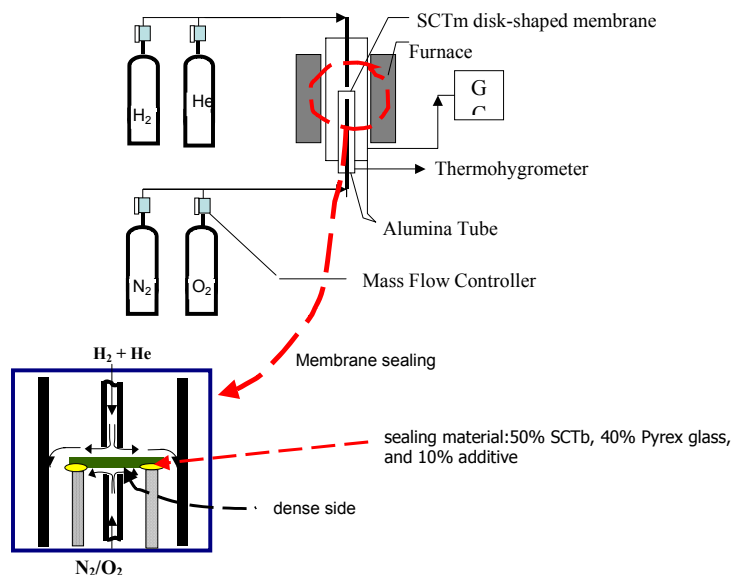 SCTm disk-shaped membrane
Furnace
H2
He
G
C
Thermohygrometer
Alumina Tube
N2
O2
Mass Flow Controller
H2 + He
Membrane sealing
sealing material:50% SCTb, 40% Pyrex glass,
and 10% additive
dense side
N2/O2